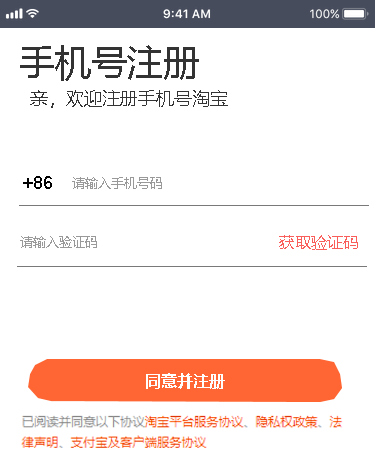 9:41 AM 100%
手机号注册
亲，欢迎注册手机号淘宝
+86 请输入手机号码
请输入验证码 获取验证码
同意并注册
已阅读并同意以下协议淘宝平台服务协议、隐私权政策、法
律声明、支付宝及客户端服务协议